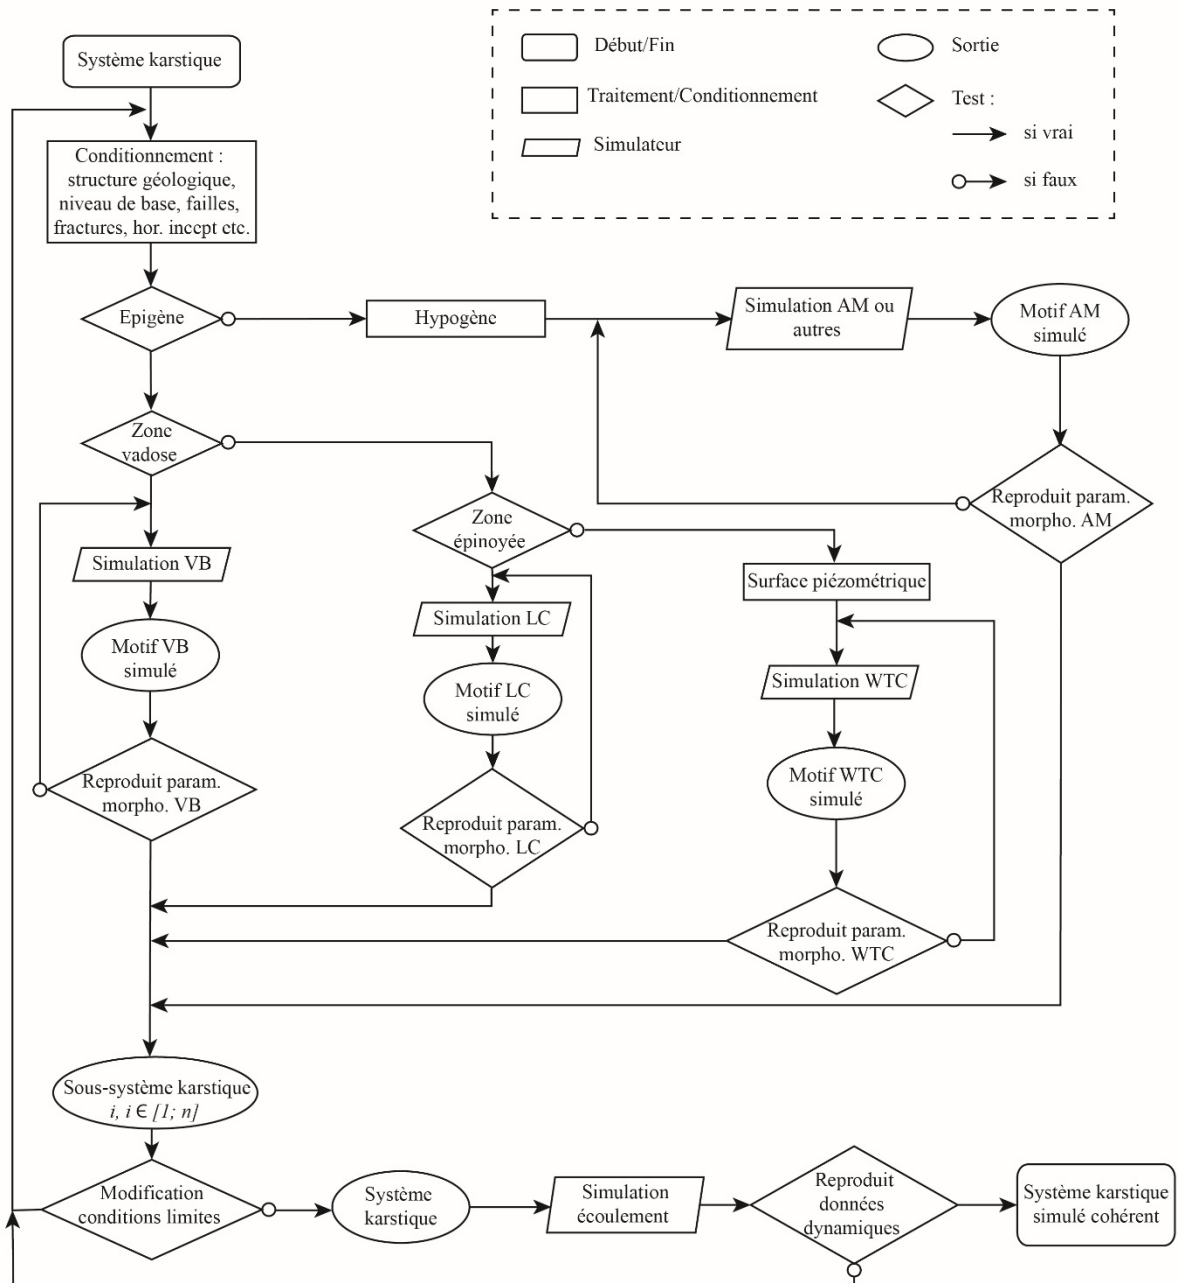 Système karstique
Début/Fin
Traitement/Conditionnement
Simulateur
Sortie
Test :
si vrai
si faux
Conditionnement :
structure géologique,
niveau de base, failles,
fractures, hor. incept etc.
Epigène
Hypogène
Simulation AM ou
autres
Motif AM
simulé
Zone
vadose
Reproduit param.
morpho. AM
Zone
épinoyée
Simulation VB
Surface piézométrique
Simulation LC
Motif VB
simulé
Simulation WTC
Motif LC
simulé
Motif WTC
simulé
Reproduit param.
morpho. VB
Reproduit param.
morpho. LC
Reproduit param.
morpho. WTC
Sous-système karstique
i, i ∈ [1; n]
Modification
conditions limites
Système
karstique
Simulation
écoulement
Reproduit
données
dynamiques
Système karstique
simulé cohérent